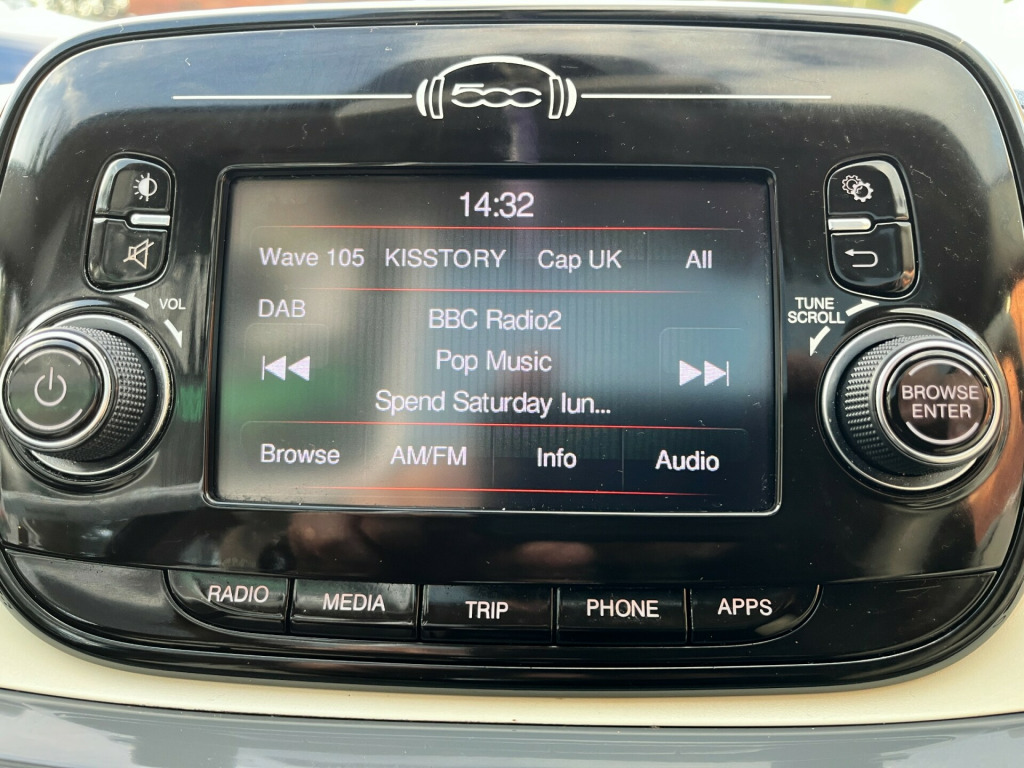 500
14:32
Wave 105 KISSTORY Cap UK All
DAB
BBC Radio2
Pop Music
Spend Saturday lun...
Browse AM/FM Info Audio
VOL
TUNE
SCROLL
BROWSE
ENTER
RADIO MEDIA TRIP PHONE APPS